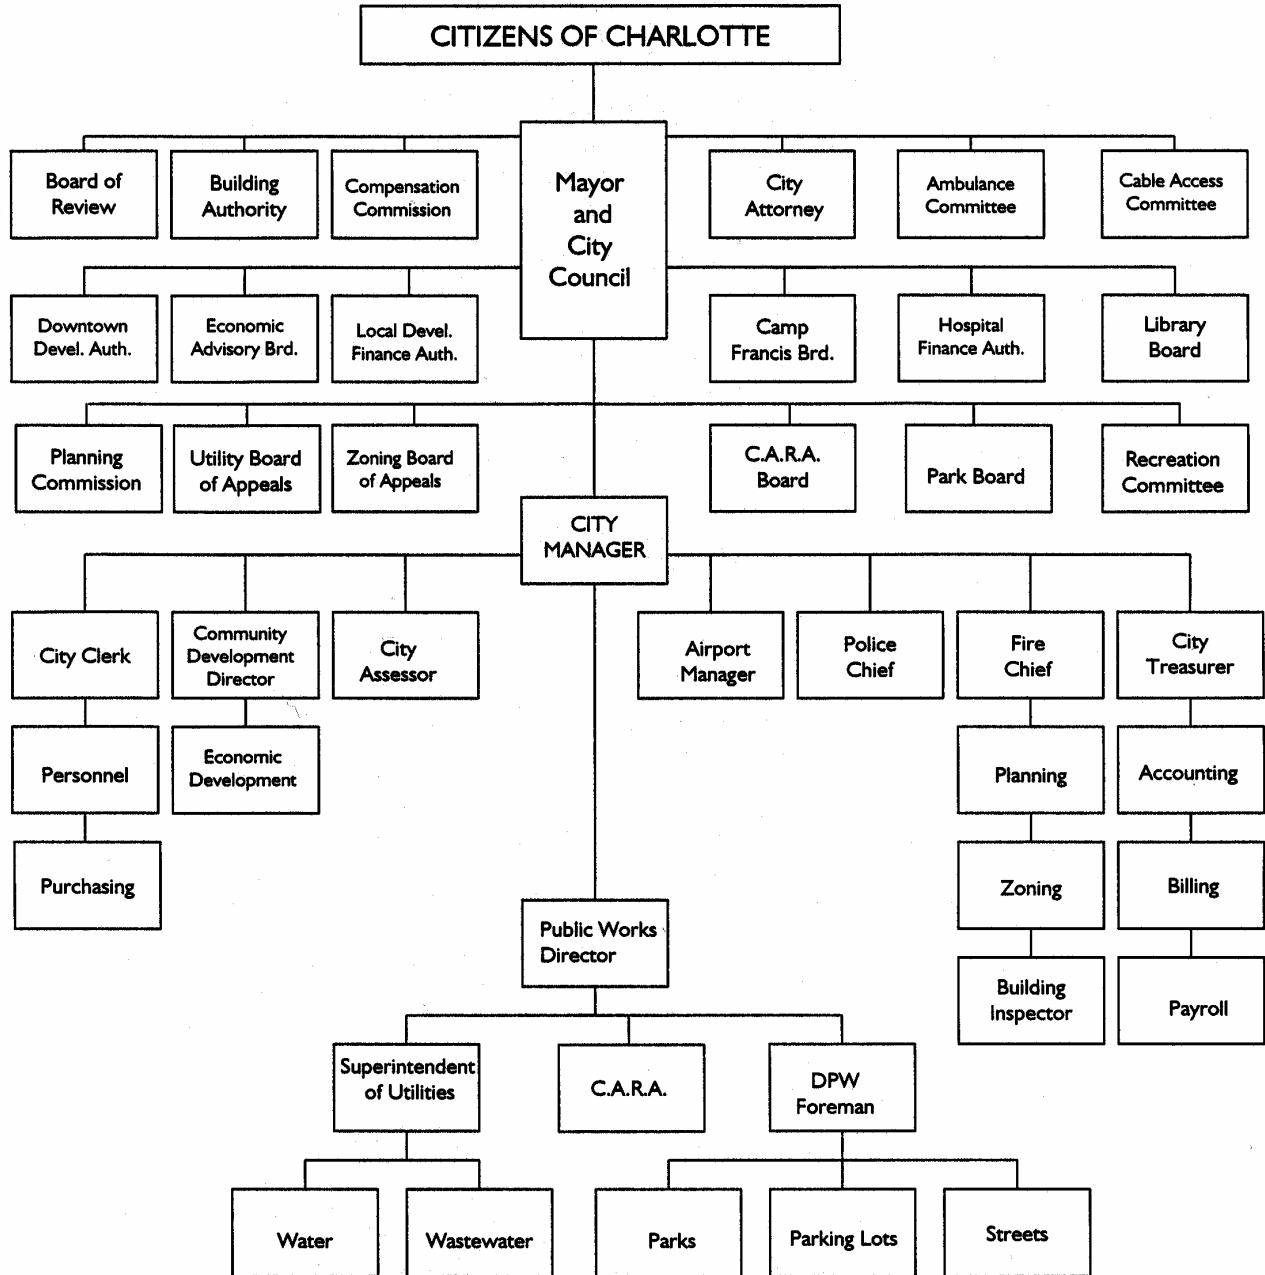 CITIZENS OF CHARLOTTE
Mayor
and
City
Council
Board of
Review
Building
Authority
Compensation
Commission
City
Attorney
Ambulance
Committee
Cable Access
Committee
Downtown
Devel. Auth.
Economic
Advisory Brd.
Local Devel.
Finance Auth.
Camp
Francis Brd.
Hospital
Finance Auth.
Library
Board
Planning
Commission
Utility Board
of Appeals
Zoning Board
of Appeals
C.A.R.A.
Board
Park Board
Recreation
Committee
CITY
MANAGER
City Clerk
Community
Development
Director
City
Assessor
Airport
Manager
Police
Chief
Fire
Chief
City
Treasurer
Personnel
Economic
Development
Planning
Accounting
Purchasing
Zoning
Billing
Public Works
Director
Building
Inspector
Payroll
Superintendent
of Utilities
C.A.R.A.
DPW
Foreman
Water
Wastewater
Parks
Parking Lots
Streets